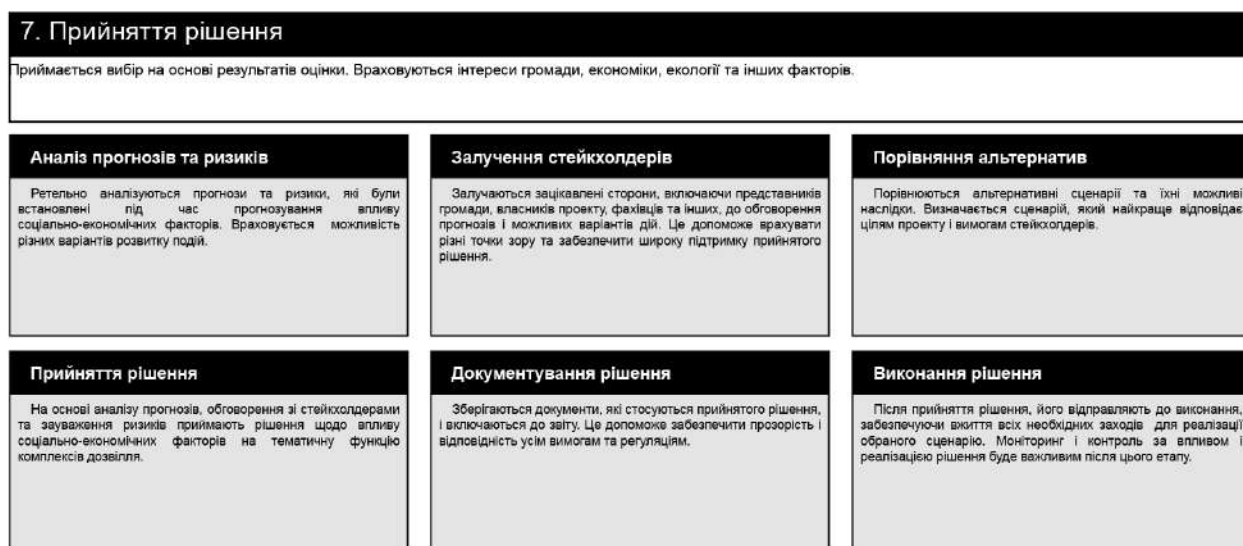 7. Прийняття рішення
Приймається вибір на основі результатів оцінки. Враховуються інтереси громади, економіки, екології та інших факторів.
Аналіз прогнозів та ризиків
Ретельно аналізуються прогнози та ризики, які були
встановлені під час прогнозування впливу
соціально-економічних факторів. Враховується можливість
різних варіантів розвитку подій.
Залучення стейкхолдерів
Залучаються зацікавлені сторони, включаючи представників
громади, власників проекту, фахівців та інших, до обговорення
прогнозів і можливих варіантів дій. Це допоможе врахувати
різні точки зору та забезпечити широку підтримку прийнятого
рішення.
Порівняння альтернатив
Порівнюються альтернативні сценарії та їхні можливі
наслідки. Визначається сценарій, який найкраще відповідає
цілям проекту і вимогам стейкхолдерів.
Прийняття рішення
На основі аналізу прогнозів, обговорення зі стейкхолдерами
та зауваження ризиків приймають рішення щодо впливу
соціально-економічних факторів на тематичну функцію
комплексів дозвілля.
Документування рішення
Зберігаються документи, які стосуються прийнятого рішення,
і включаються до звіту. Це допоможе забезпечити прозорість і
відповідність усім вимогам та регуляціям.
Виконання рішення
Після прийняття рішення, його відправляють до виконання,
забезпечуючи вжиття всіх необхідних заходів для реалізації
обраного сценарію. Моніторинг і контроль за впливом і
реалізацією рішення буде важливим після цього етапу.